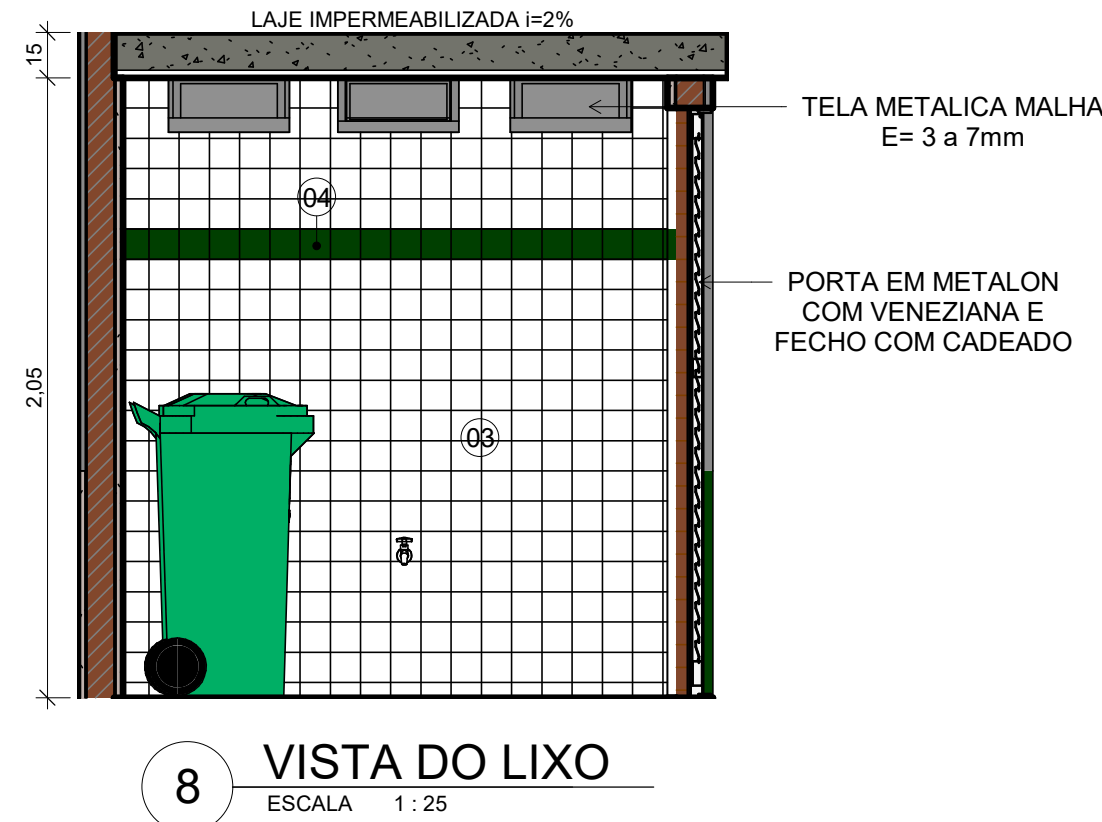 LAJE IMPERMEABILIZADA i=2%
15
TELA METALICA MALHA
E= 3 a 7mm
04
PORTA EM METALON
COM VENEZIANA E
FECHO COM CADEADO
2,05
03
8
VISTA DO LIXO
ESCALA 1 : 25